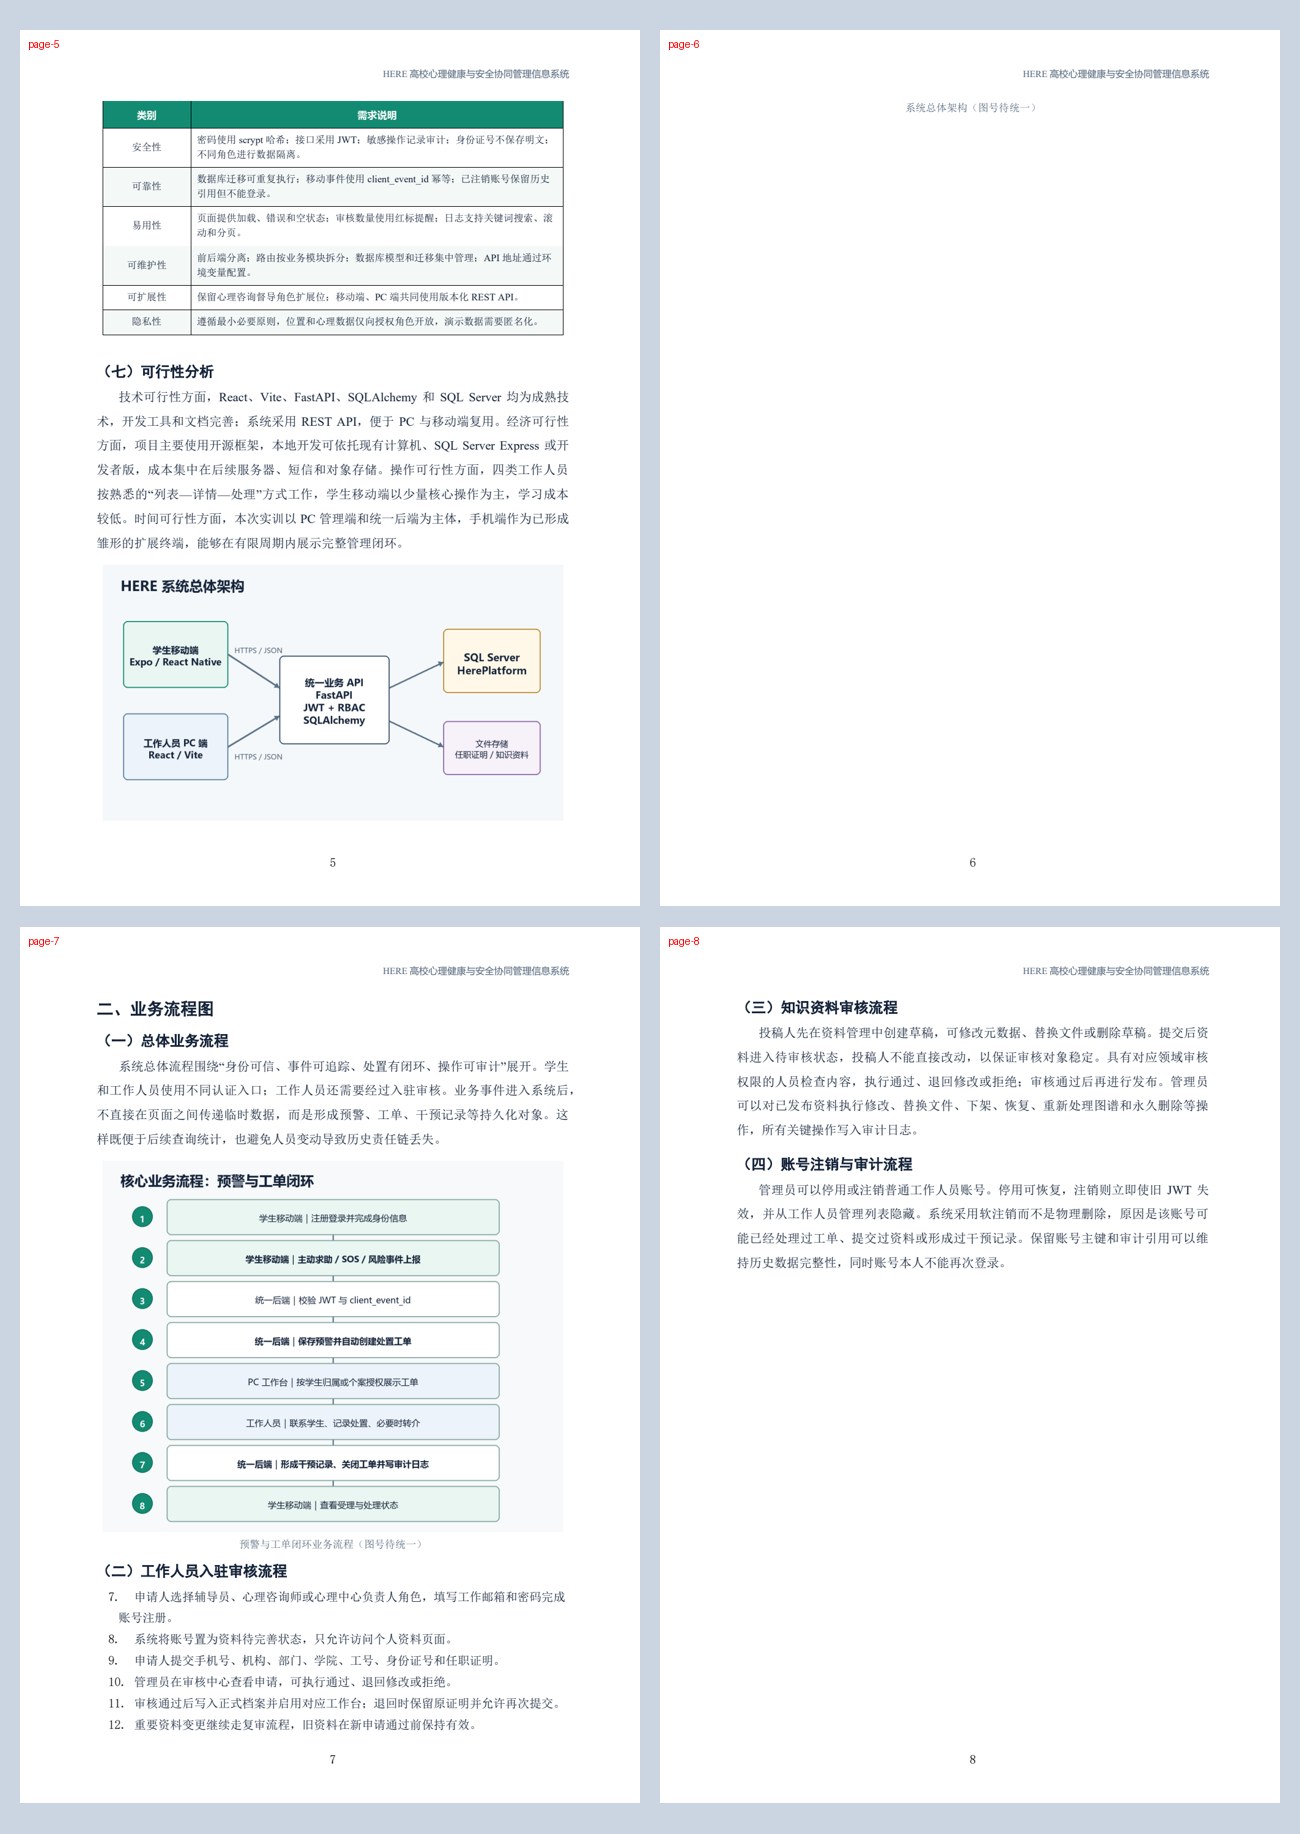 page-5
HERE 高校心理健康与安全协同管理信息系统
类别 需求说明
安全性 密码使用 scrypt 哈希；接口采用 JWT；敏感操作记录审计；身份证号不保存明文；
不同角色进行数据隔离。
可靠性 数据库迁移可重复执行；移动事件使用 client_event_id 幂等；已注销账号保留历史
引用但不能登录。
易用性 页面提供加载、错误和空状态；审核数量使用红标提醒；日志支持关键词搜索、滚
动和分页。
可维护性 前后端分离；路由按业务模块拆分；数据库模型和迁移集中管理；API 地址通过环
境变量配置。
可扩展性 保留心理咨询督导角色扩展位；移动端、PC 端共同使用版本化 REST API。
隐私性 遵循最小必要原则，位置和心理数据仅向授权角色开放，演示数据需要匿名化。
（七）可行性分析
技术可行性方面，React、Vite、FastAPI、SQLAlchemy 和 SQL Server 均为成熟技
术，开发工具和文档完善；系统采用 REST API，便于 PC 与移动端复用。经济可行性
方面，项目主要使用开源框架，本地开发可依托现有计算机、SQL Server Express 或开
发者版，成本集中在后续服务器、短信和对象存储。操作可行性方面，四类工作人员
按熟悉的“列表—详情—处理”方式工作，学生移动端以少量核心操作为主，学习成本
较低。时间可行性方面，本次实训以 PC 管理端和统一后端为主体，手机端作为已形成
雏形的扩展终端，能够在有限周期内展示完整管理闭环。
HERE 系统总体架构
学生移动端
Expo / React Native
HTTPS / JSON
工作人员 PC 端
React / Vite
HTTPS / JSON
统一业务 API
FastAPI
JWT + RBAC
SQLAlchemy
SQL Server
HerePlatform
文件存储
任职证明 / 知识资料
5
page-6
HERE 高校心理健康与安全协同管理信息系统
系统总体架构（图号待统一）
6
page-7
HERE 高校心理健康与安全协同管理信息系统
二、业务流程图
（一）总体业务流程
系统总体流程围绕“身份可信、事件可追踪、处置有闭环、操作可审计”展开。学生
和工作人员使用不同认证入口；工作人员还需要经过入驻审核。业务事件进入系统后，
不直接在页面之间传递临时数据，而是形成预警、工单、干预记录等持久化对象。这
样既便于后续查询统计，也避免人员变动导致历史责任链丢失。
核心业务流程：预警与工单闭环
1 学生移动端 | 注册登录并完成身份信息
2 学生移动端 | 主动求助 / SOS / 风险事件上报
3 统一后端 | 校验 JWT 与 client_event_id
4 统一后端 | 保存预警并自动创建处置工单
5 PC 工作台 | 按学生归属或个案授权展示工单
6 工作人员 | 联系学生、记录处置、必要时转介
7 统一后端 | 形成干预记录、关闭工单并写审计日志
8 学生移动端 | 查看受理与处理状态
预警与工单闭环业务流程（图号待统一）
（二）工作人员入驻审核流程
7. 申请人选择辅导员、心理咨询师或心理中心负责人角色，填写工作邮箱和密码完成
账号注册。
8. 系统将账号置为资料待完善状态，只允许访问个人资料页面。
9. 申请人提交手机号、机构、部门、学院、工号、身份证号和任职证明。
10. 管理员在审核中心查看申请，可执行通过、退回修改或拒绝。
11. 审核通过后写入正式档案并启用对应工作台；退回时保留原证明并允许再次提交。
12. 重要资料变更继续走复审流程，旧资料在新申请通过前保持有效。
7
page-8
HERE 高校心理健康与安全协同管理信息系统
（三）知识资料审核流程
投稿人先在资料管理中创建草稿，可修改元数据、替换文件或删除草稿。提交后资
料进入待审核状态，投稿人不能直接改动，以保证审核对象稳定。具有对应领域审核
权限的人员检查内容，执行通过、退回修改或拒绝；审核通过后再进行发布。管理员
可以对已发布资料执行修改、替换文件、下架、恢复、重新处理图谱和永久删除等操
作，所有关键操作写入审计日志。
（四）账号注销与审计流程
管理员可以停用或注销普通工作人员账号。停用可恢复，注销则立即使旧 JWT 失
效，并从工作人员管理列表隐藏。系统采用软注销而不是物理删除，原因是该账号可
能已经处理过工单、提交过资料或形成过干预记录。保留账号主键和审计引用可以维
持历史数据完整性，同时账号本人不能再次登录。
8